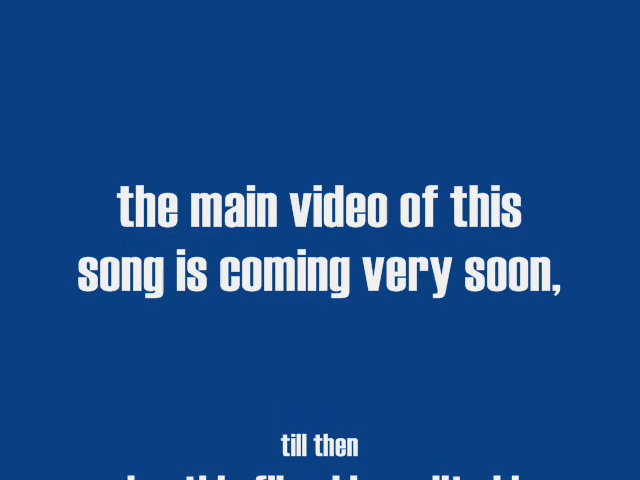 the main video of this
song is coming very soon,
till then